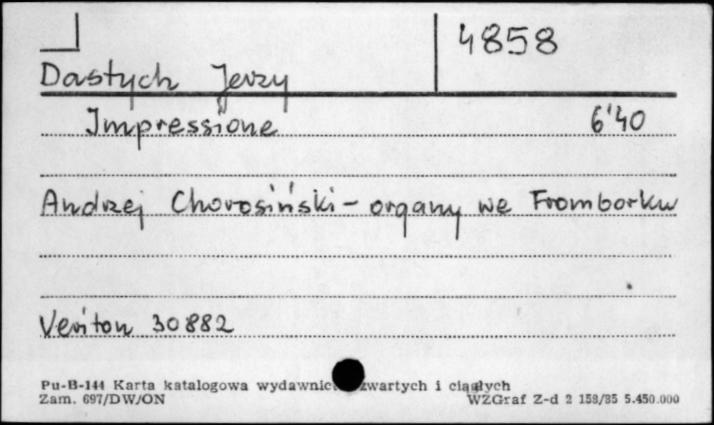 4858
Dastych Jerzy
Impressione 6'40
Andrzej Chorosiński - organy we Fromborku
Veriton 30882
Pu-B-144 Karta katalogowa wydawnic zwartych i ciągłych
Zam. 697/DW/ON WZGraf Z-d 2 158/85 5.450.000